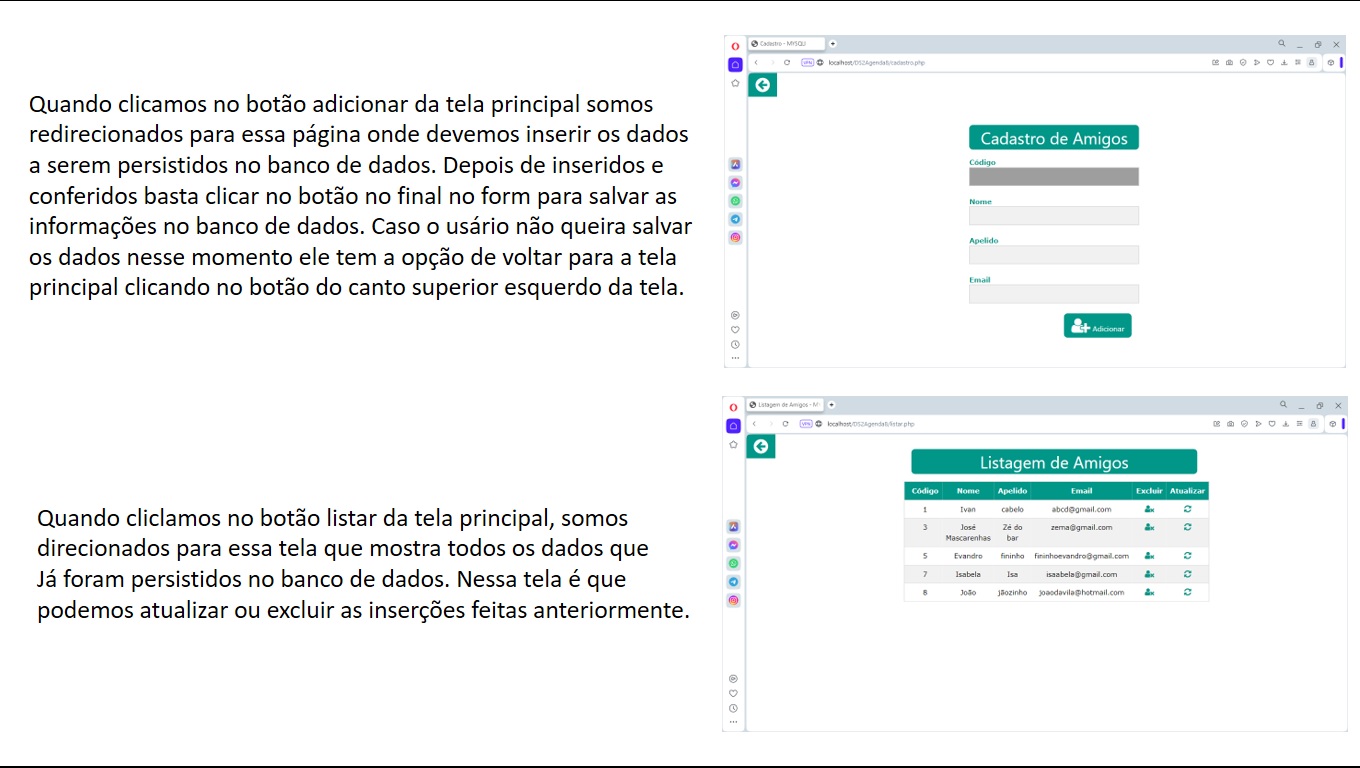 Quando clicamos no botão adicionar da tela principal somos
redirecionados para essa página onde devemos inserir os dados
a serem persistidos no banco de dados. Depois de inseridos e
conferidos basta clicar no botão no final no form para salvar as
informações no banco de dados. Caso o usário não queira salvar
os dados nesse momento ele tem a opção de voltar para a tela
principal clicando no botão do canto superior esquerdo da tela.
Cadastro - MYSQLI
VPN localhost/DS2AgendaB/cadastro.php
Cadastro de Amigos
Código
Nome
Apelido
Email
Adicionar
Quando cliclamos no botão listar da tela principal, somos
direcionados para essa tela que mostra todos os dados que
Já foram persistidos no banco de dados. Nessa tela é que
podemos atualizar ou excluir as inserções feitas anteriormente.
Listagem de Amigos - M
VPN localhost/DS2AgendaB/listar.php
Listagem de Amigos
Código Nome Apelido Email Excluir Atualizar
1 Ivan cabelo abcd@gmail.com
3 José Mascarenhas Zé do bar zema@gmail.com
5 Evandro fininho fininhoevandro@gmail.com
7 Isabela Isa isaabela@gmail.com
8 João jãozinho joaodavila@hotmail.com